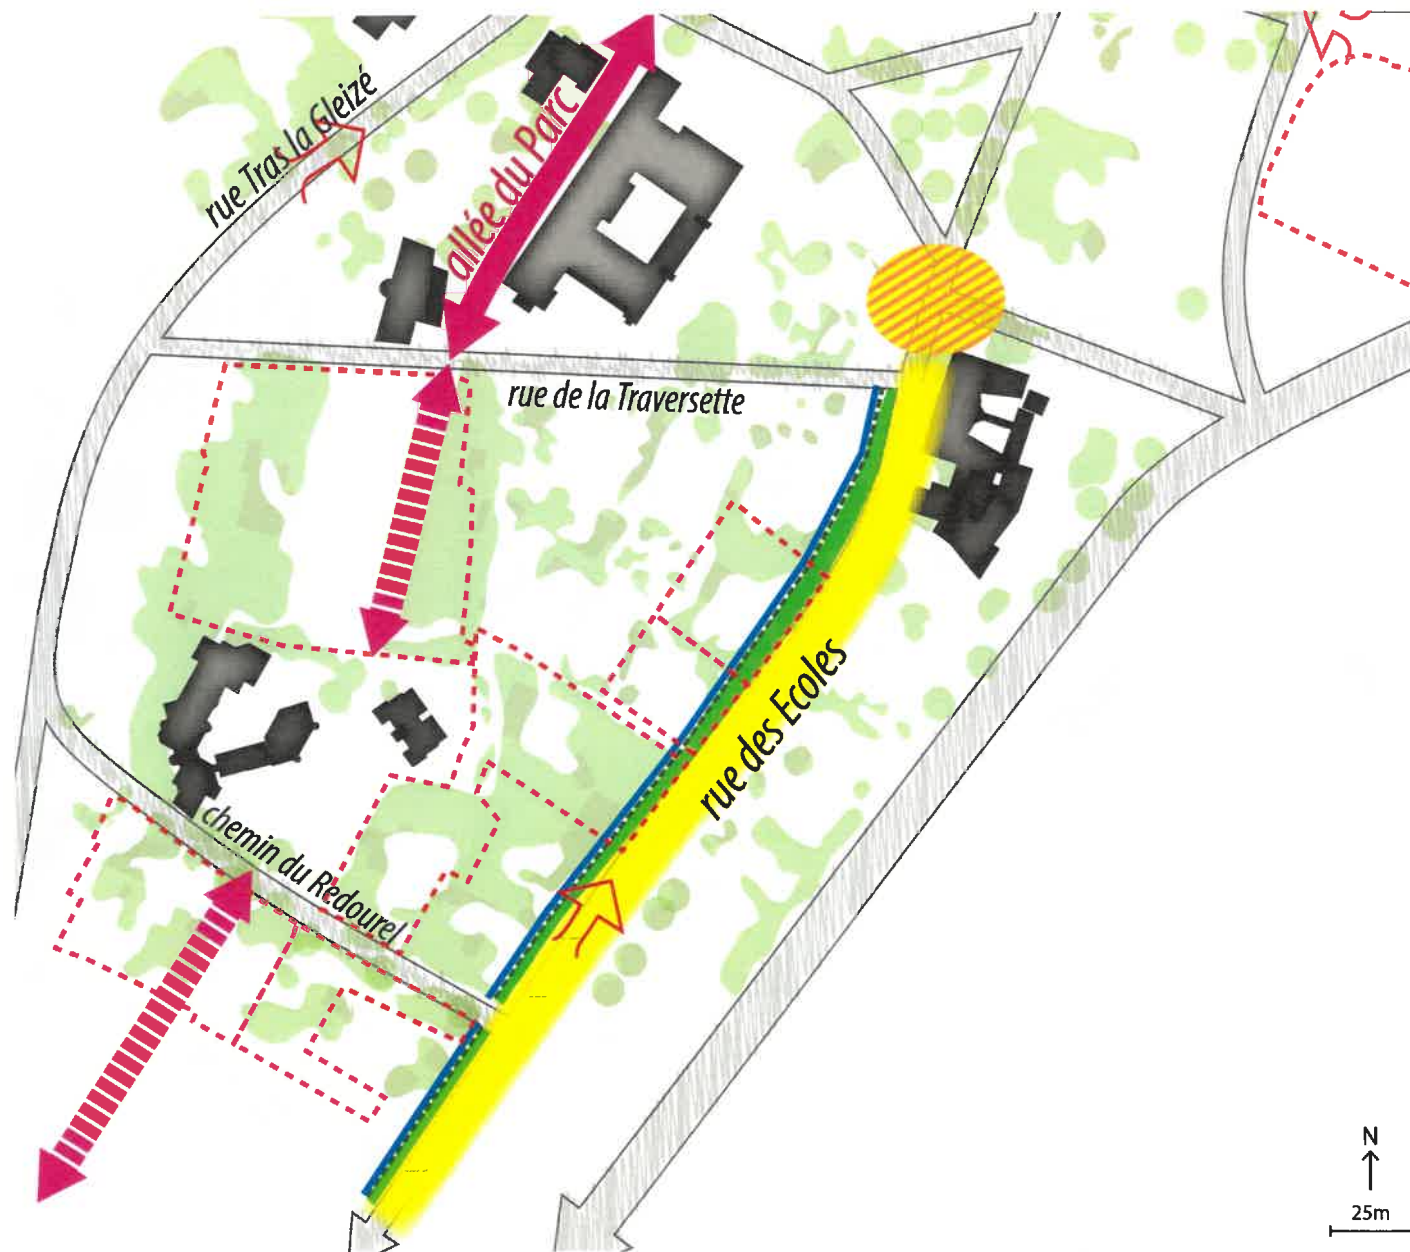 rue Tras la Gleizé
allée du Parc
rue de la Traversette
rue des Ecoles
chemin du Redourel
N
25m